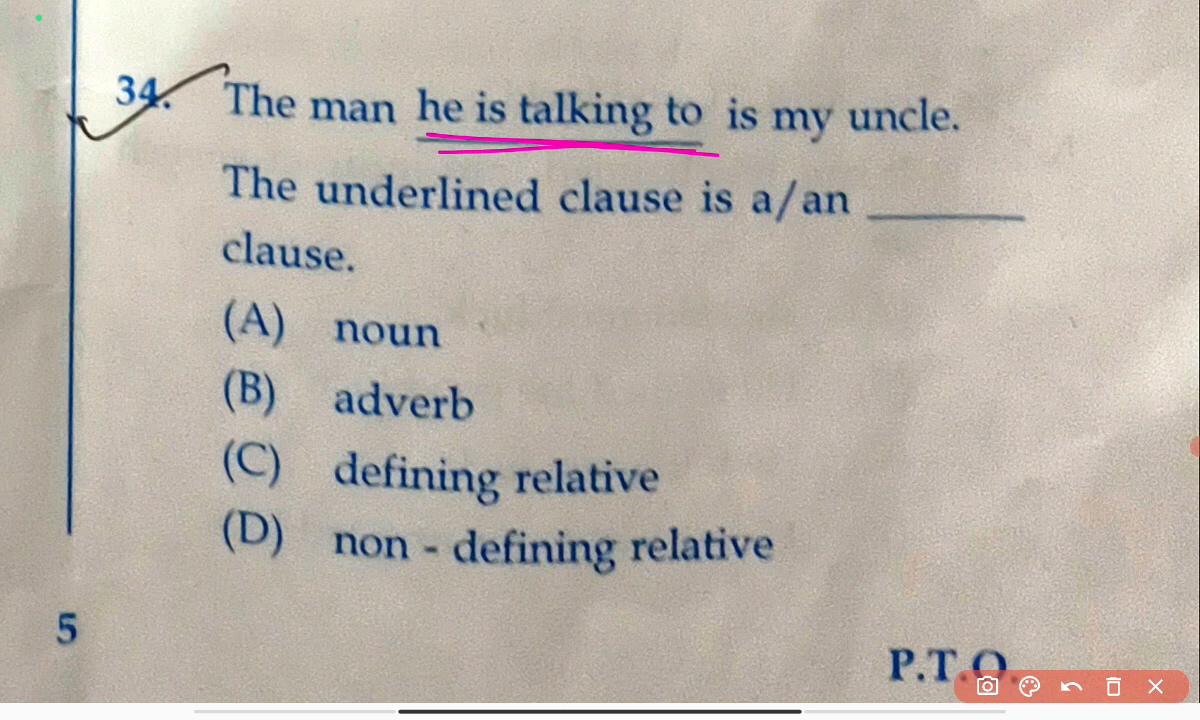 34. The man he is talking to is my uncle.
The underlined clause is a/an ________
clause.
(A) noun
(B) adverb
(C) defining relative
(D) non - defining relative
5
P.T.O.